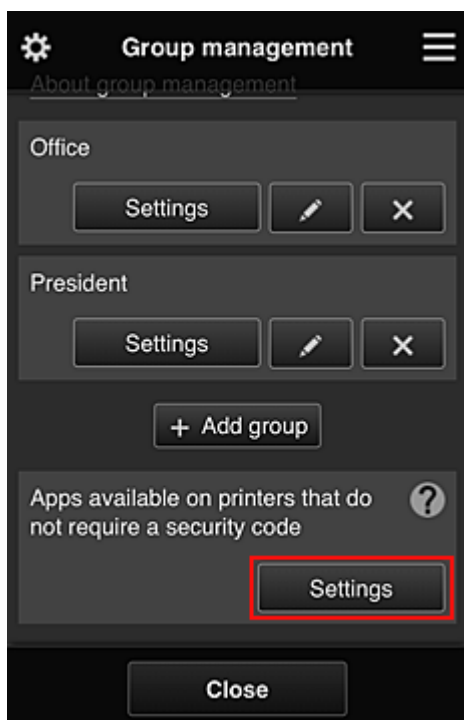 Group management
About group management
Office
Settings
President
Settings
+ Add group
Apps available on printers that do
not require a security code
?
Settings
Close